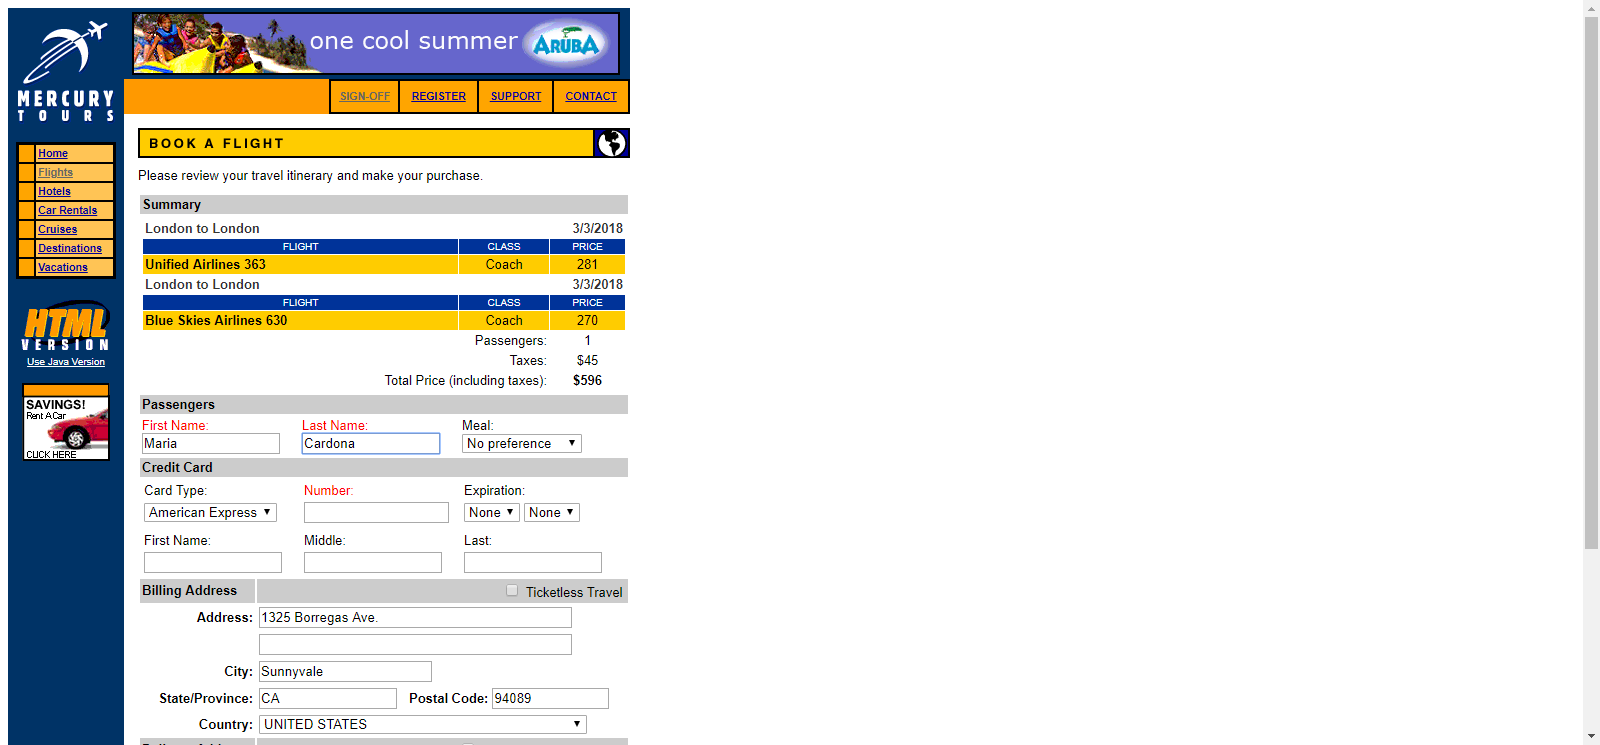 one cool summer ARUBA
MERCURY
TOURS
SIGN-OFF REGISTER SUPPORT CONTACT
Home
Flights
Hotels
Car Rentals
Cruises
Destinations
Vacations
HTML
VERSION
Use Java Version
SAVINGS!
Rent A Car
CLICK HERE
BOOK A FLIGHT
Please review your travel itinerary and make your purchase.
Summary
London to London 3/3/2018
FLIGHT CLASS PRICE
Unified Airlines 363 Coach 281
London to London 3/3/2018
FLIGHT CLASS PRICE
Blue Skies Airlines 630 Coach 270
Passengers: 1
Taxes: $45
Total Price (including taxes): $596
Passengers
First Name: Last Name: Meal:
Maria Cardona No preference
Credit Card
Card Type: Number: Expiration:
American Express None None
First Name: Middle: Last:
Billing Address Ticketless Travel
Address: 1325 Borregas Ave.
City: Sunnyvale
State/Province: CA Postal Code: 94089
Country: UNITED STATES